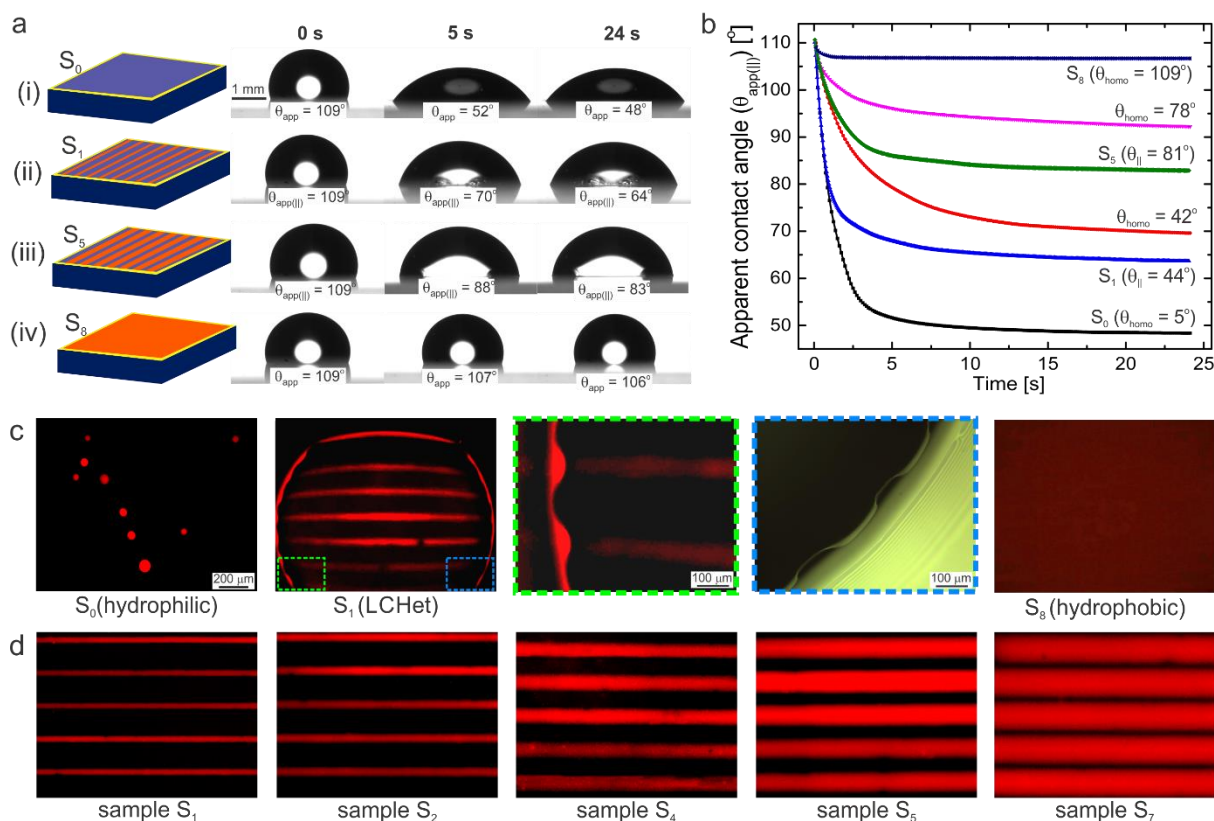 a
0 s 5 s 24 s
(i) S₀ 1 mm θapp = 109° θapp = 52° θapp = 48°
(ii) S₁ θapp(||) = 109° θapp(||) = 70° θapp(||) = 64°
(iii) S₅ θapp(||) = 109° θapp(||) = 88° θapp(||) = 83°
(iv) S₈ θapp = 109° θapp = 107° θapp = 106°
b
Apparent contact angle (θapp(||)) [°]
110
100
90
80
70
60
50
S₈ (θhomo = 109°)
θhomo = 78°
S₅ (θ|| = 81°)
θhomo = 42°
S₁ (θ|| = 44°)
S₀ (θhomo = 5°)
0 5 10 15 20 25
Time [s]
c
200 µm 100 µm 100 µm
S₀(hydrophilic) S₁ (LCHet) S₈ (hydrophobic)
d
sample S₁ sample S₂ sample S₄ sample S₅ sample S₇